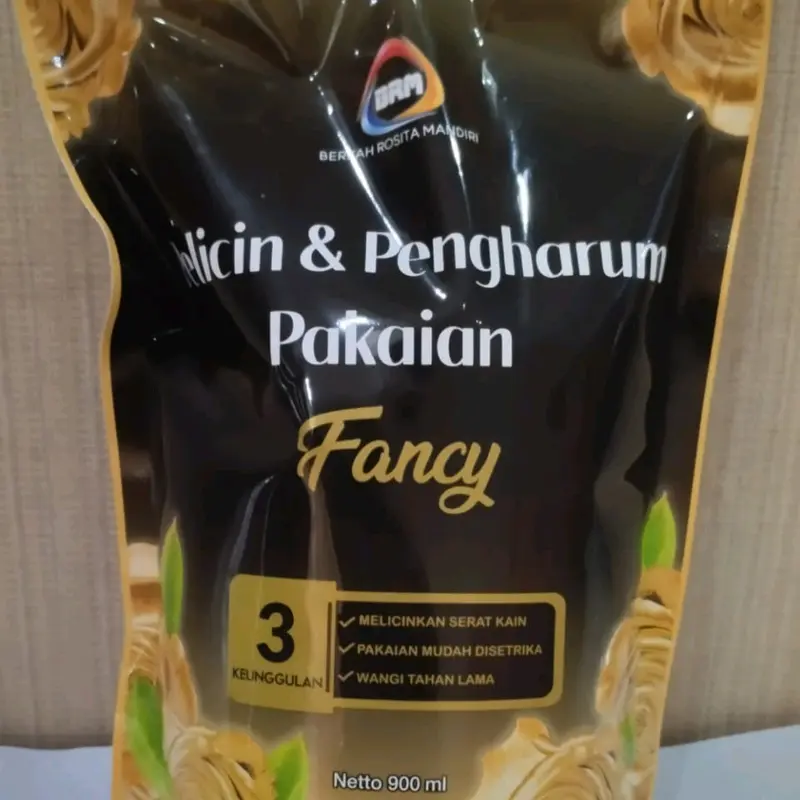 BRM
BERKAH ROSITA MANDIRI
elicin & Pengharum
Pakaian
Fancy
3
KEUNGGULAN
MELICINKAN SERAT KAIN
PAKAIAN MUDAH DISETRIKA
WANGI TAHAN LAMA
Netto 900 ml